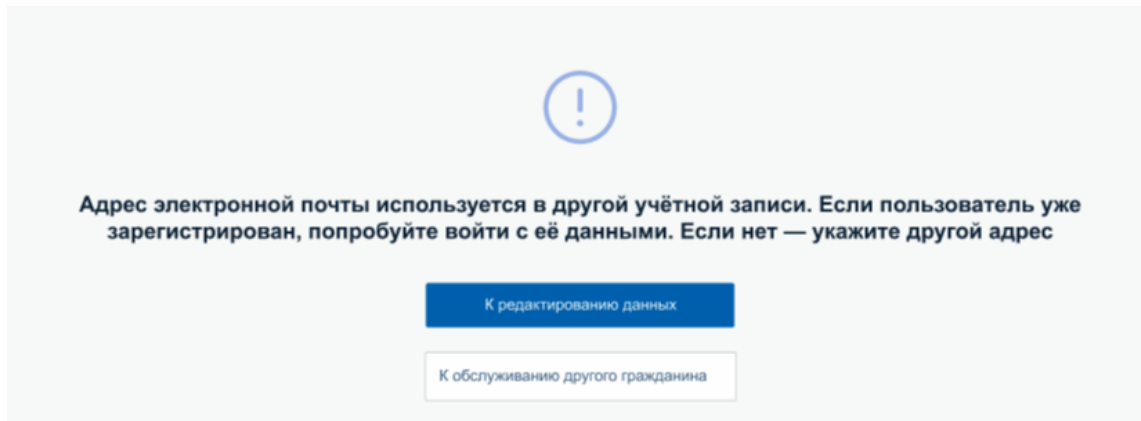 Адрес электронной почты используется в другой учётной записи. Если пользователь уже
зарегистрирован, попробуйте войти с её данными. Если нет — укажите другой адрес
К редактированию данных
К обслуживанию другого гражданина